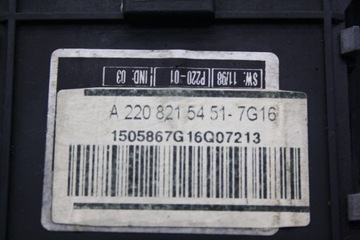 SW: 11/98 P220-01 IND: 03
A 220 821 54 51- 7G16
1505867G16Q07213